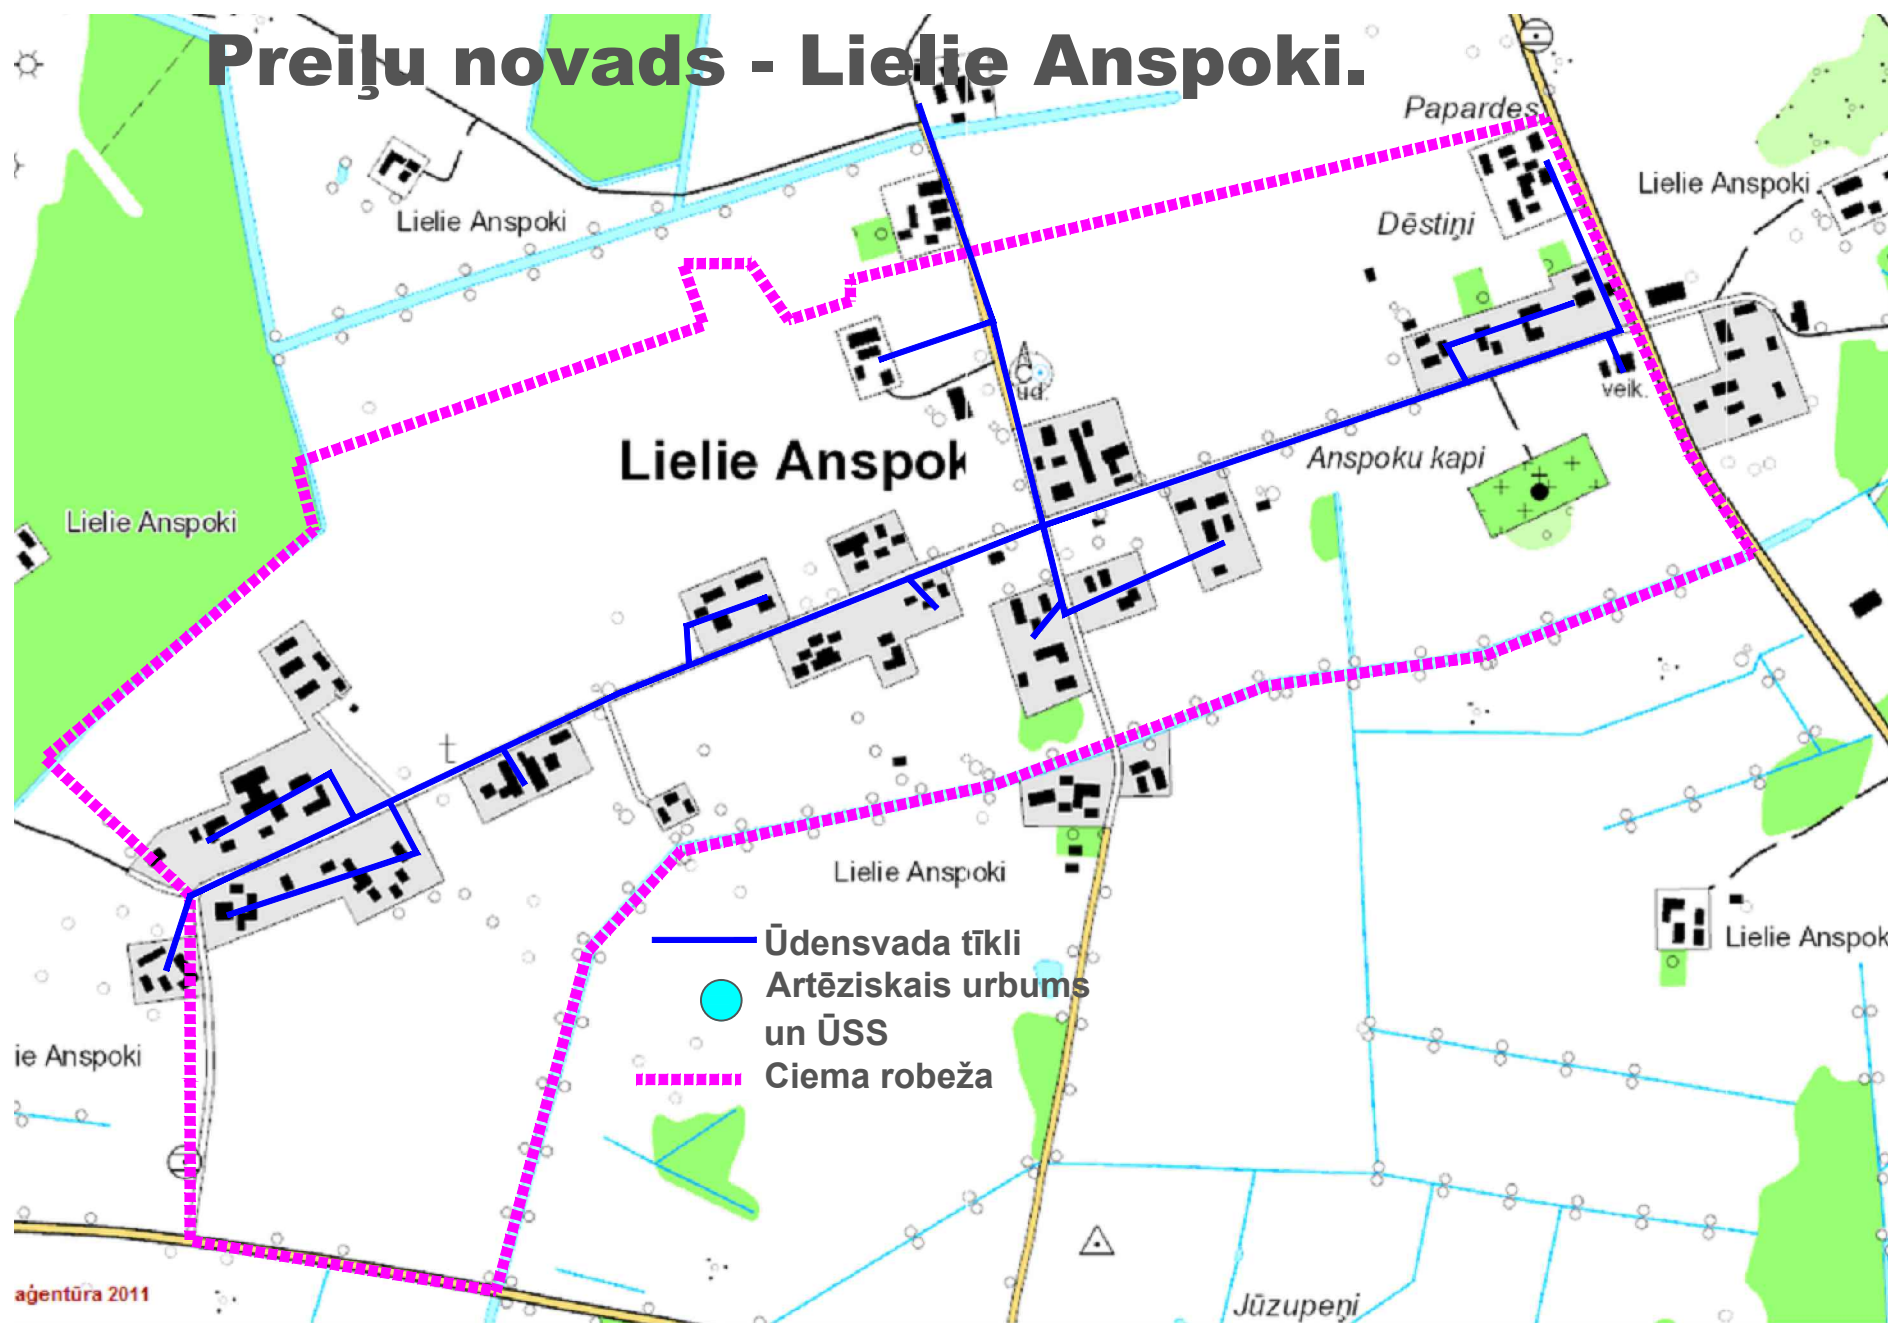 Preiļu novads - Lielie Anspoki.
Papardes
Lielie Anspoki
Lielie Anspoki
Dēstiņi
ūd.
veik.
Lielie Anspok
Anspoku kapi
Lielie Anspoki
Lielie Anspoki
Ūdensvada tīkli
Artēziskais urbums
un ŪSS
Ciema robeža
Lielie Anspok
ie Anspoki
aģentūra 2011
Jūzupeņi